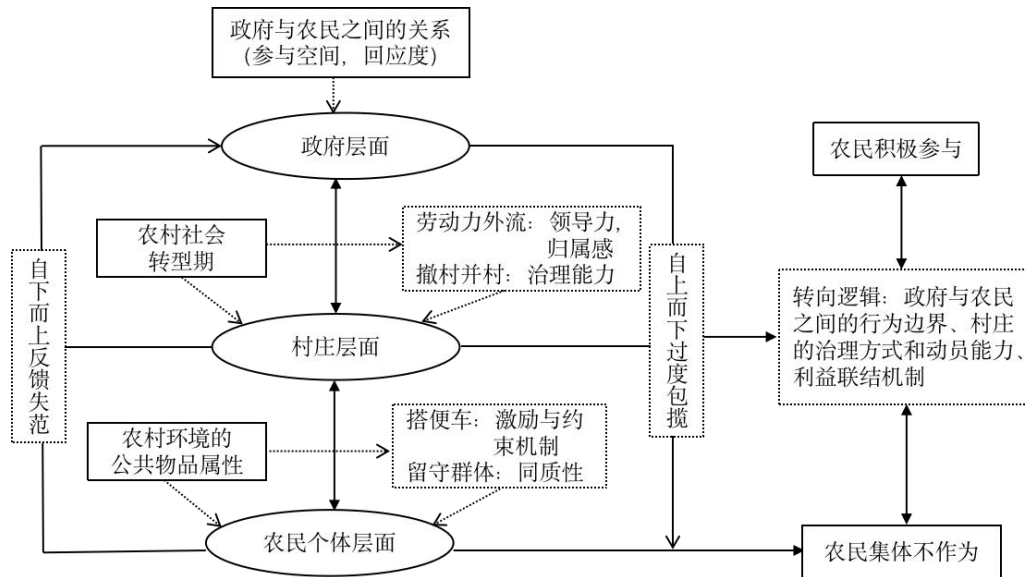 政府与农民之间的关系
（参与空间，回应度）
政府层面
农民积极参与
农村社会
转型期
劳动力外流：领导力，
归属感
撤村并村：治理能力
自下而上反馈失范
自上而下过度包揽
转向逻辑：政府与农民
之间的行为边界、村庄
的治理方式和动员能力、
利益联结机制
村庄层面
农村环境的
公共物品属性
搭便车：激励与约
束机制
留守群体：同质性
农民个体层面
农民集体不作为